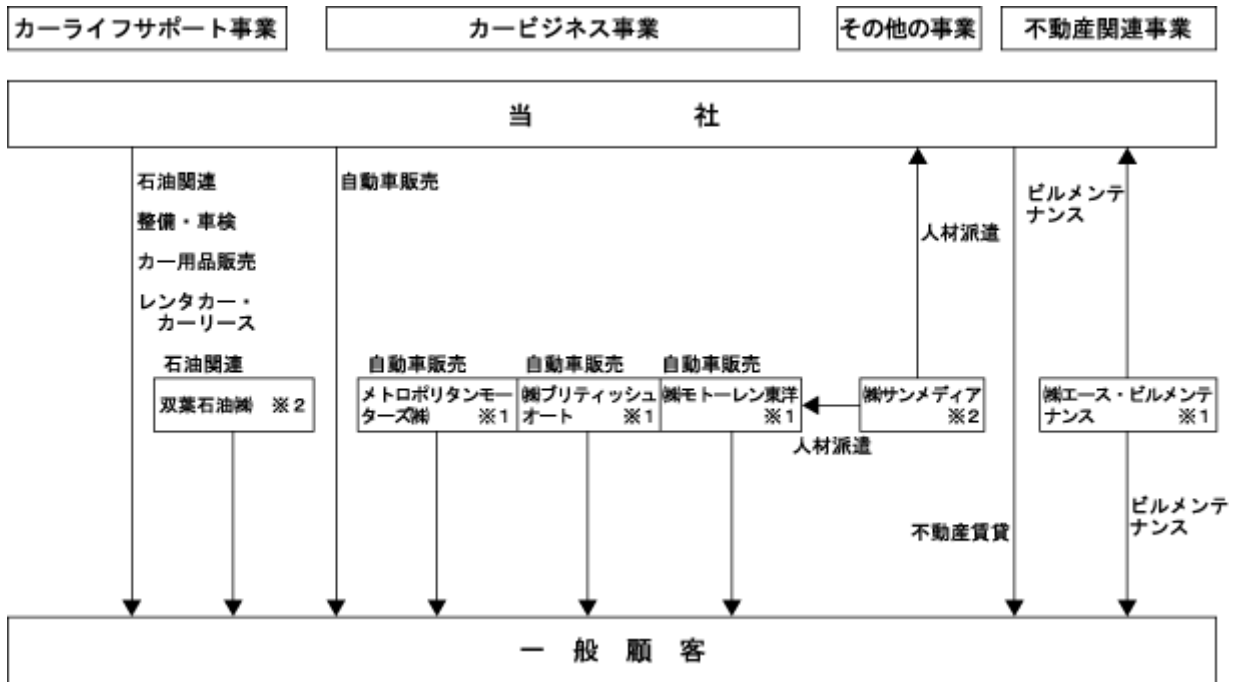 カーライフサポート事業
カービジネス事業
その他の事業
不動産関連事業
当社
石油関連
整備・車検
カー用品販売
レンタカー・
カーリース
自動車販売
人材派遣
ビルメンテ
ナンス
石油関連
双葉石油㈱ ※2
自動車販売
メトロポリタンモー
ターズ㈱ ※1
自動車販売
㈱ブリティッシュ
オート ※1
自動車販売
㈱モトーレン東洋
※1
㈱サンメディア
※2
人材派遣
㈱エース・ビルメンテ
ナンス ※1
不動産賃貸
ビルメンテ
ナンス
一般顧客